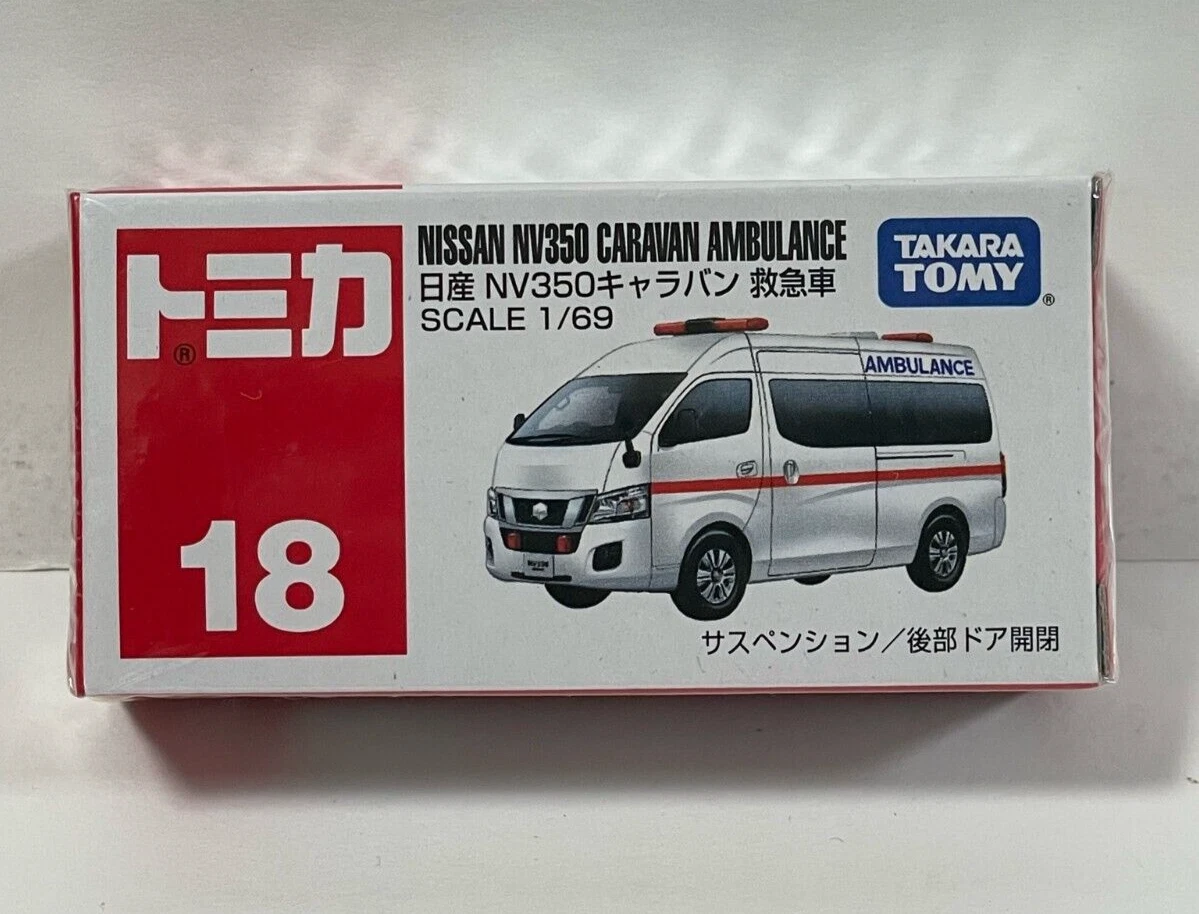 トミカ
®
18
NISSAN NV350 CARAVAN AMBULANCE
日産 NV350キャラバン 救急車
SCALE 1/69
TAKARA
TOMY
®
AMBULANCE
サスペンション/後部ドア開閉